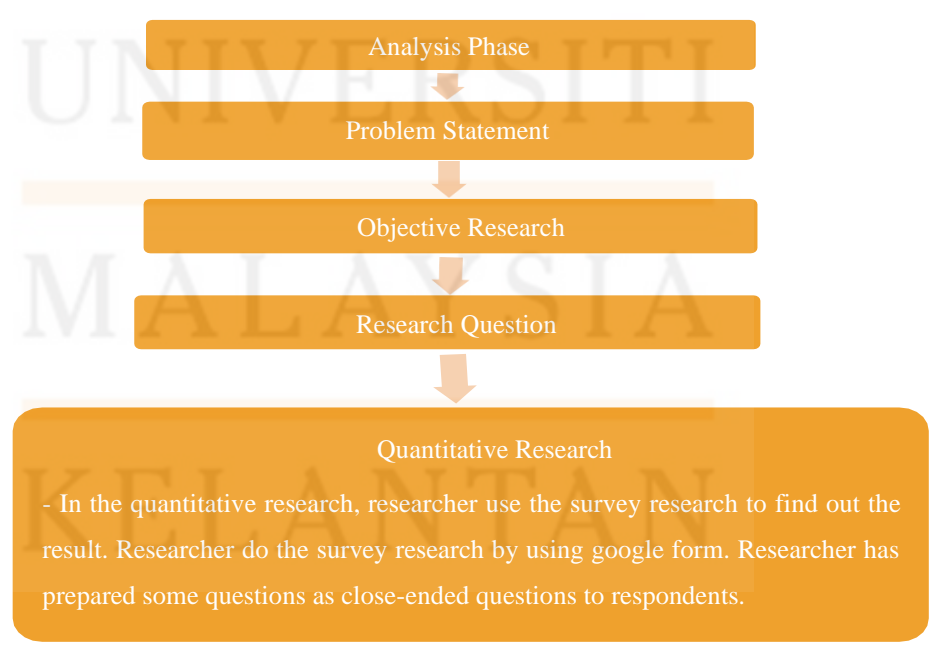 UNIVERSITI
Analysis Phase
Problem Statement
Objective Research
MALAYSIA
Research Question
Quantitative Research
KELANTAN
- In the quantitative research, researcher use the survey research to find out the
result. Researcher do the survey research by using google form. Researcher has
prepared some questions as close-ended questions to respondents.